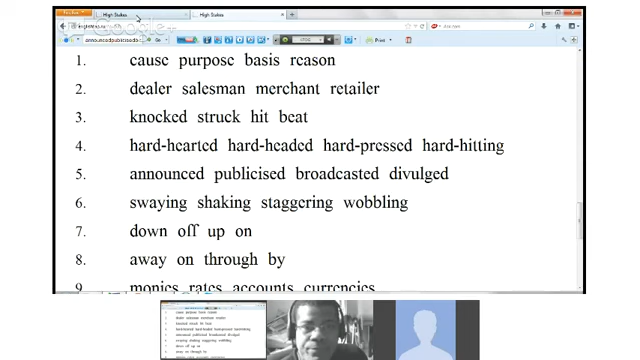 High Stakes
High Stakes
Google
Print
1. cause purpose basis reason
2. dealer salesman merchant retailer
3. knocked struck hit beat
4. hard-hearted hard-headed hard-pressed hard-hitting
5. announced publicised broadcasted divulged
6. swaying shaking staggering wobbling
7. down off up on
8. away on through by
9 monies rates accounts currencies